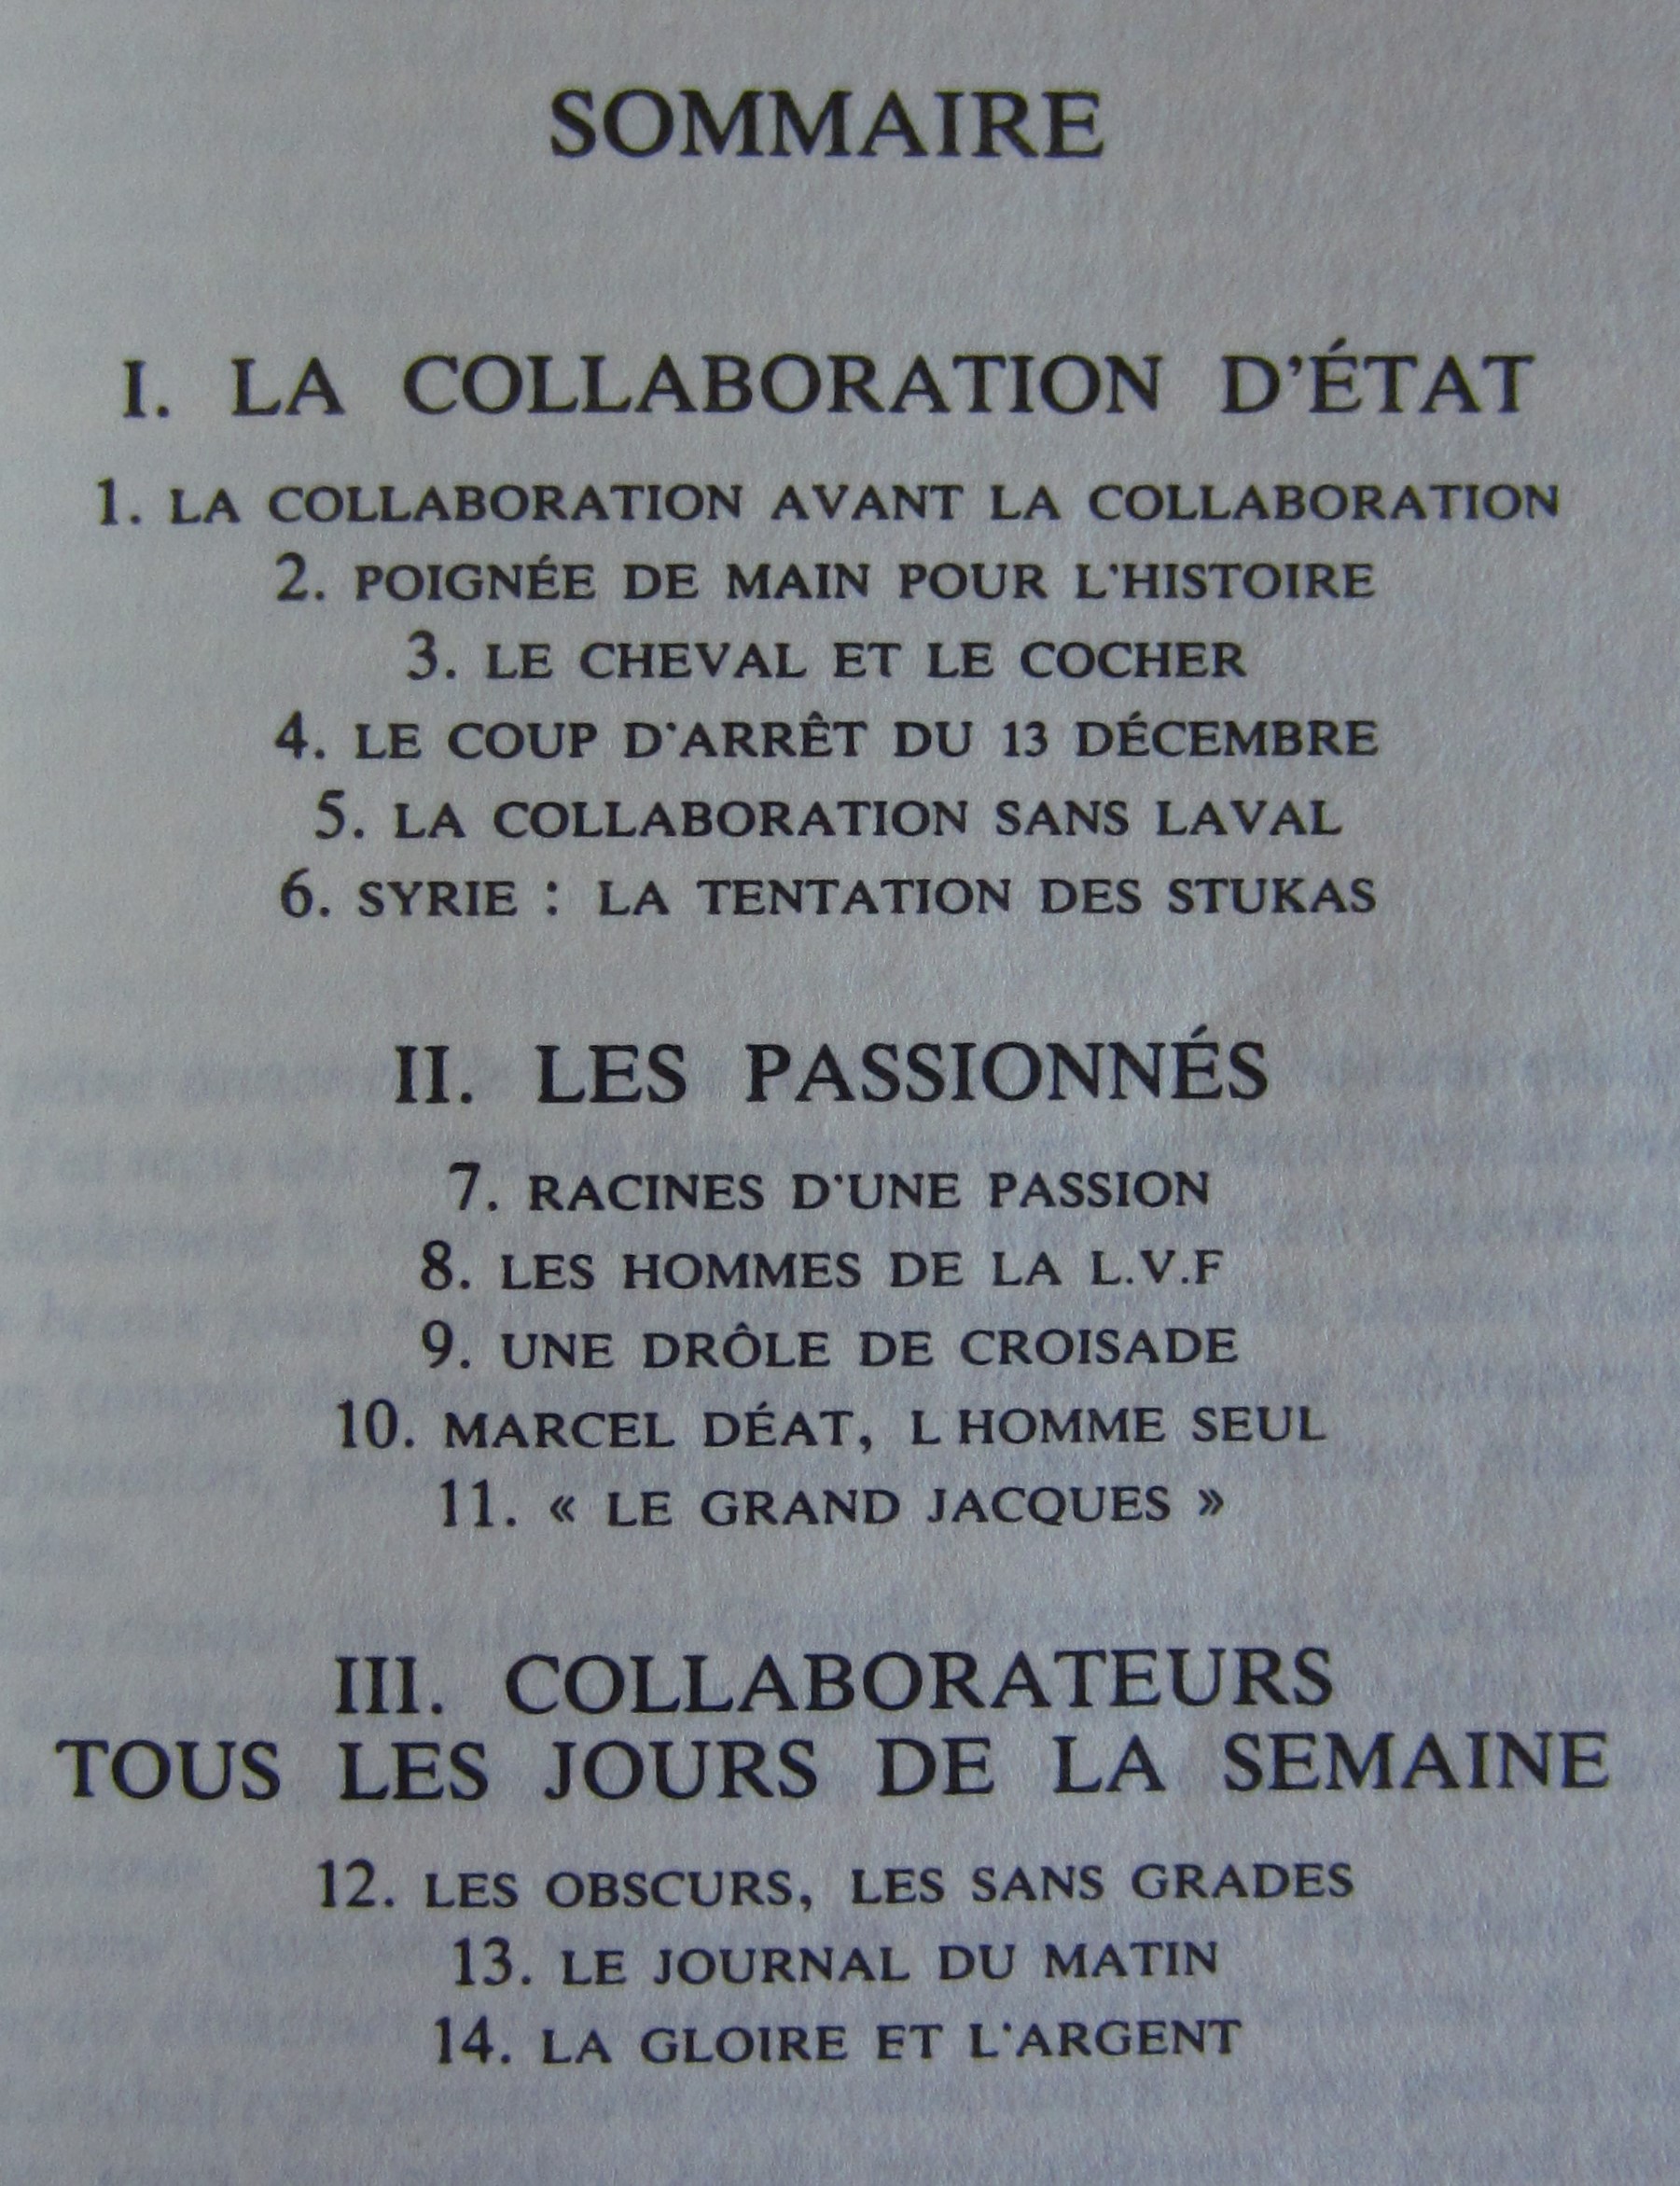 SOMMAIRE
I. LA COLLABORATION D'ÉTAT
1. LA COLLABORATION AVANT LA COLLABORATION
2. POIGNÉE DE MAIN POUR L'HISTOIRE
3. LE CHEVAL ET LE COCHER
4. LE COUP D'ARRÊT DU 13 DÉCEMBRE
5. LA COLLABORATION SANS LAVAL
6. SYRIE : LA TENTATION DES STUKAS
II. LES PASSIONNÉS
7. RACINES D'UNE PASSION
8. LES HOMMES DE LA L.V.F
9. UNE DRÔLE DE CROISADE
10. MARCEL DÉAT, L HOMME SEUL
11. « LE GRAND JACQUES »
III. COLLABORATEURS
TOUS LES JOURS DE LA SEMAINE
12. LES OBSCURS, LES SANS GRADES
13. LE JOURNAL DU MATIN
14. LA GLOIRE ET L'ARGENT